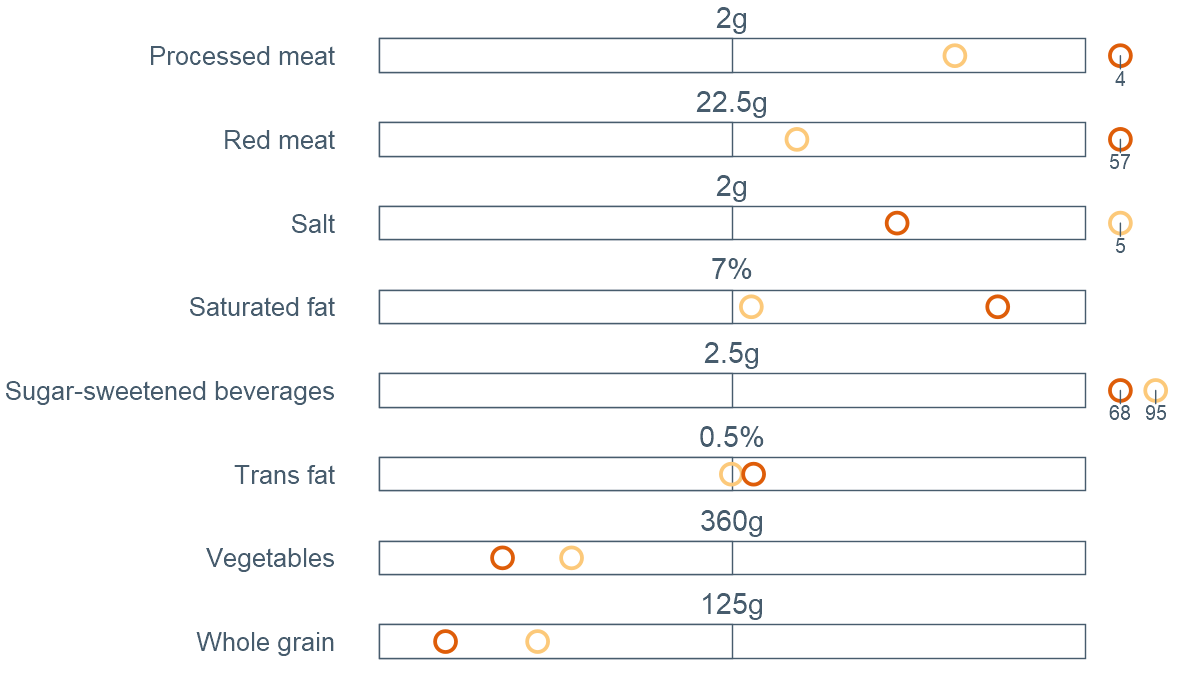 2g
Processed meat
4
22.5g
Red meat
57
2g
Salt
5
7%
Saturated fat
2.5g
Sugar-sweetened beverages
68 95
0.5%
Trans fat
360g
Vegetables
125g
Whole grain